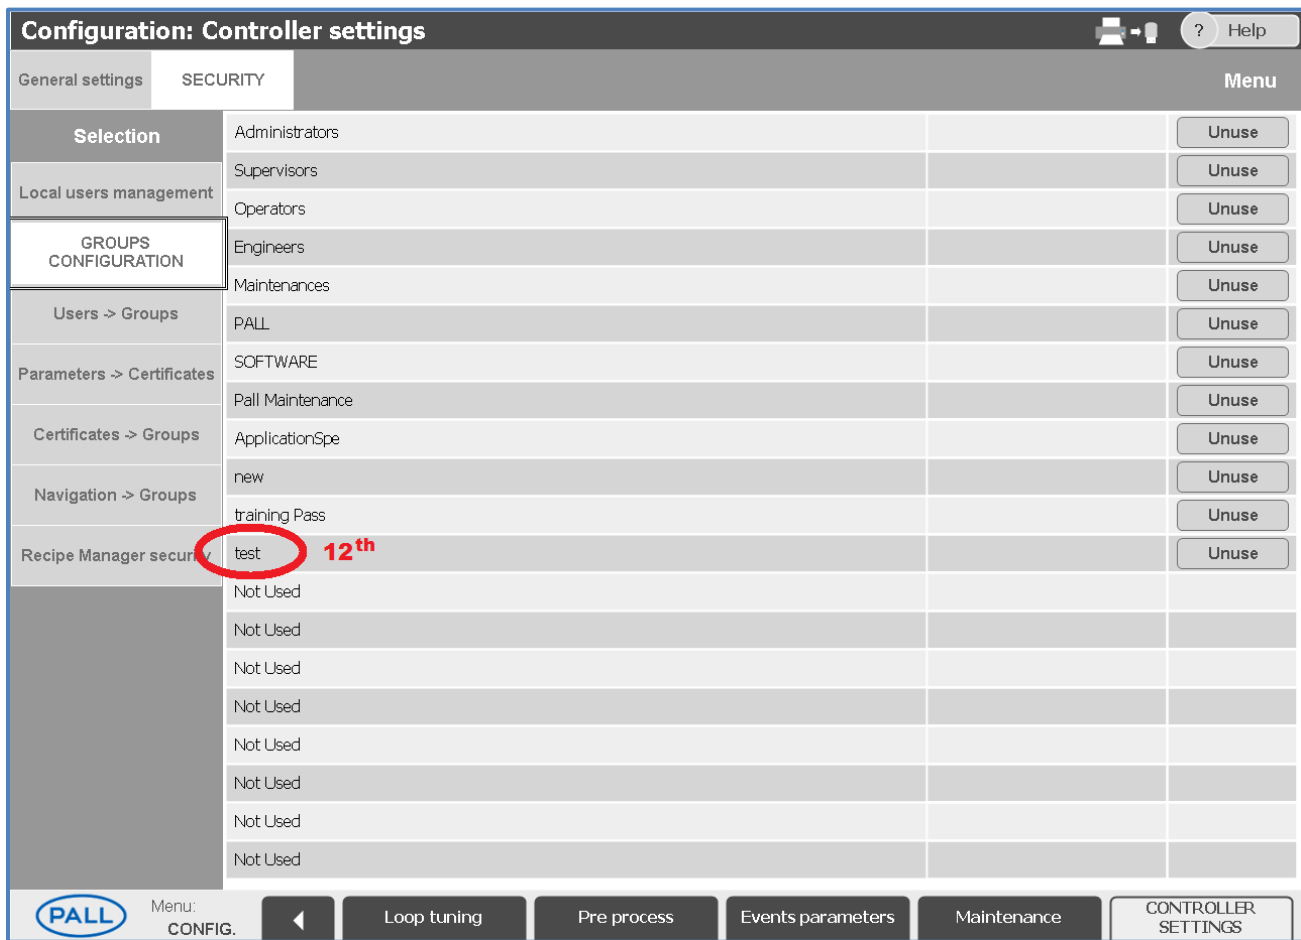 Configuration: Controller settings
? Help
General settings
SECURITY
Menu
Selection
Local users management
GROUPS
CONFIGURATION
Users -> Groups
Parameters -> Certificates
Certificates -> Groups
Navigation -> Groups
Recipe Manager security
Administrators Unuse
Supervisors Unuse
Operators Unuse
Engineers Unuse
Maintenances Unuse
PALL Unuse
SOFTWARE Unuse
Pall Maintenance Unuse
ApplicationSpe Unuse
new Unuse
training Pass Unuse
test 12th Unuse
Not Used
Not Used
Not Used
Not Used
Not Used
Not Used
Not Used
Not Used
PALL
Menu:
CONFIG.
Loop tuning
Pre process
Events parameters
Maintenance
CONTROLLER
SETTINGS